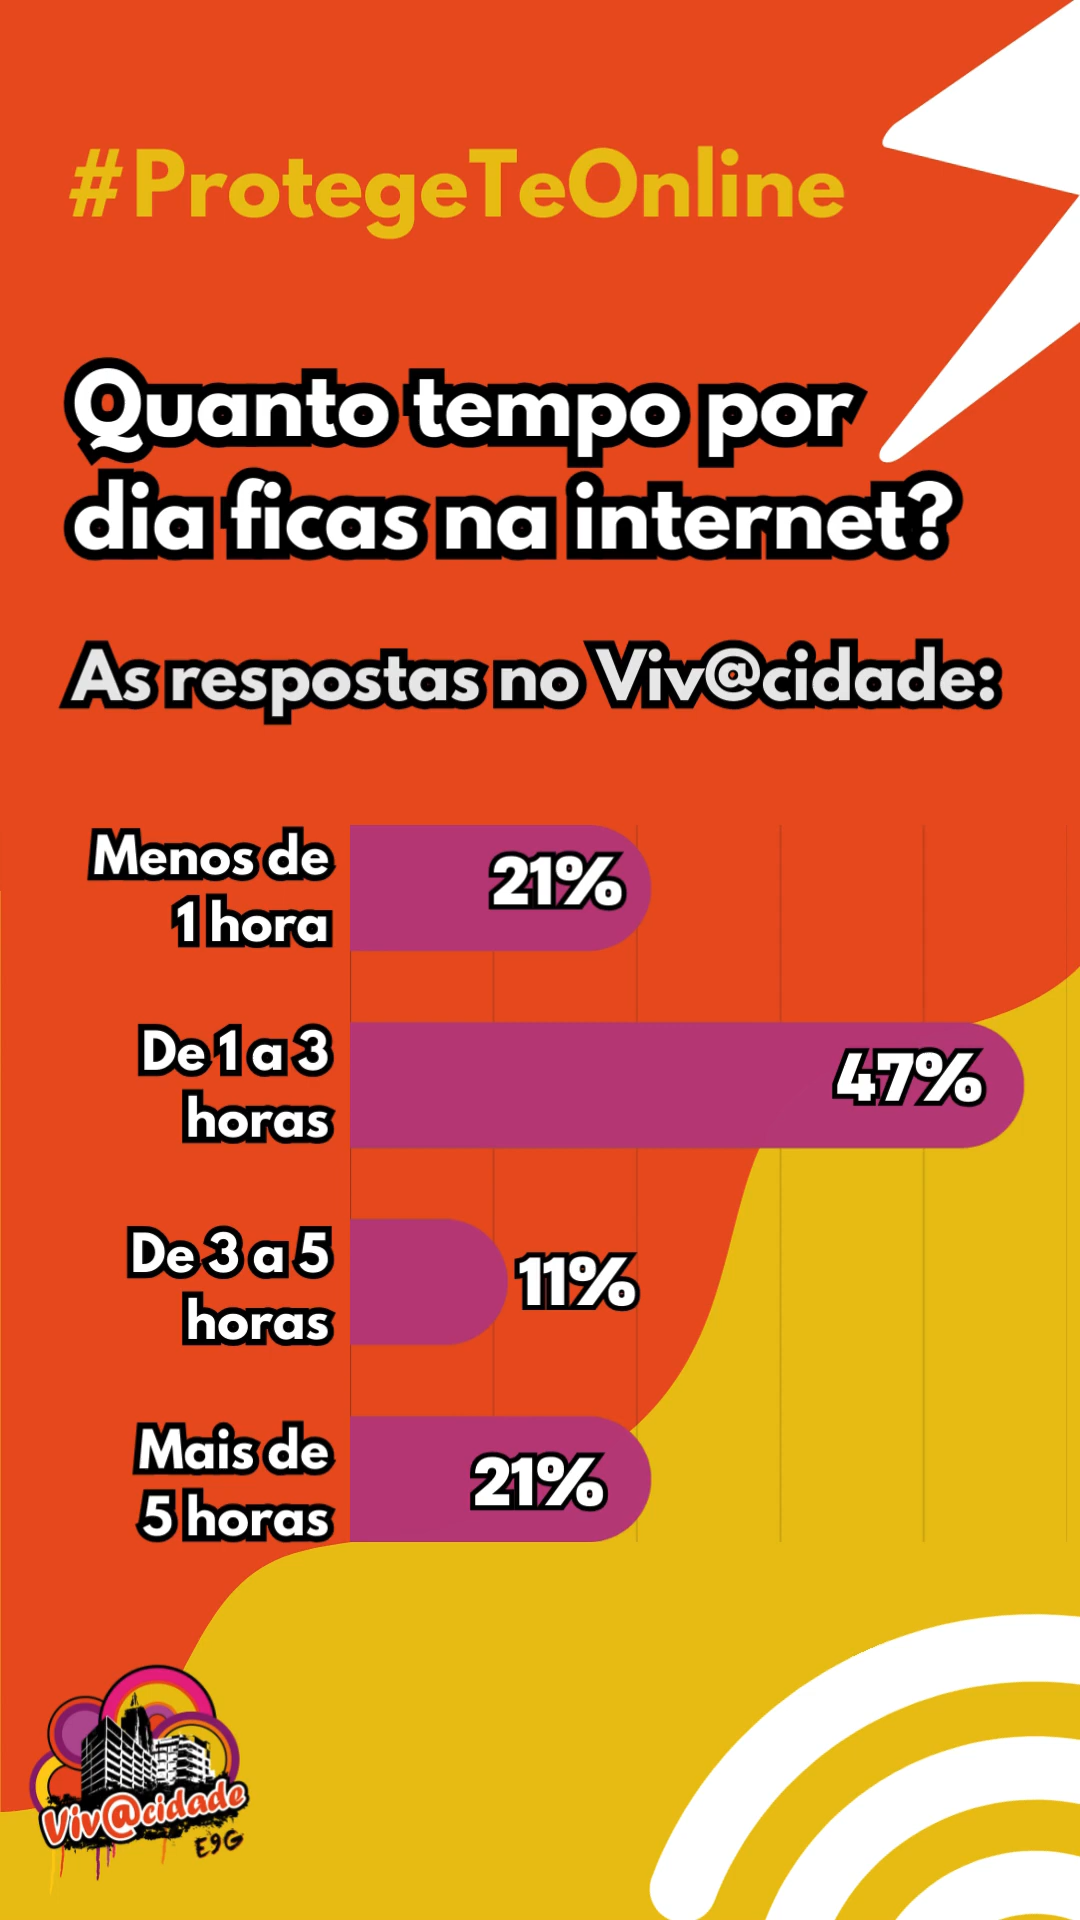 #ProtegeTeOnline
Quanto tempo por
dia ficas na internet?
As respostas no Viv@cidade:
Menos de
1 hora
21%
De 1 a 3
horas
47%
De 3 a 5
horas
11%
Mais de
5 horas
21%
Viv@cidade
E9G